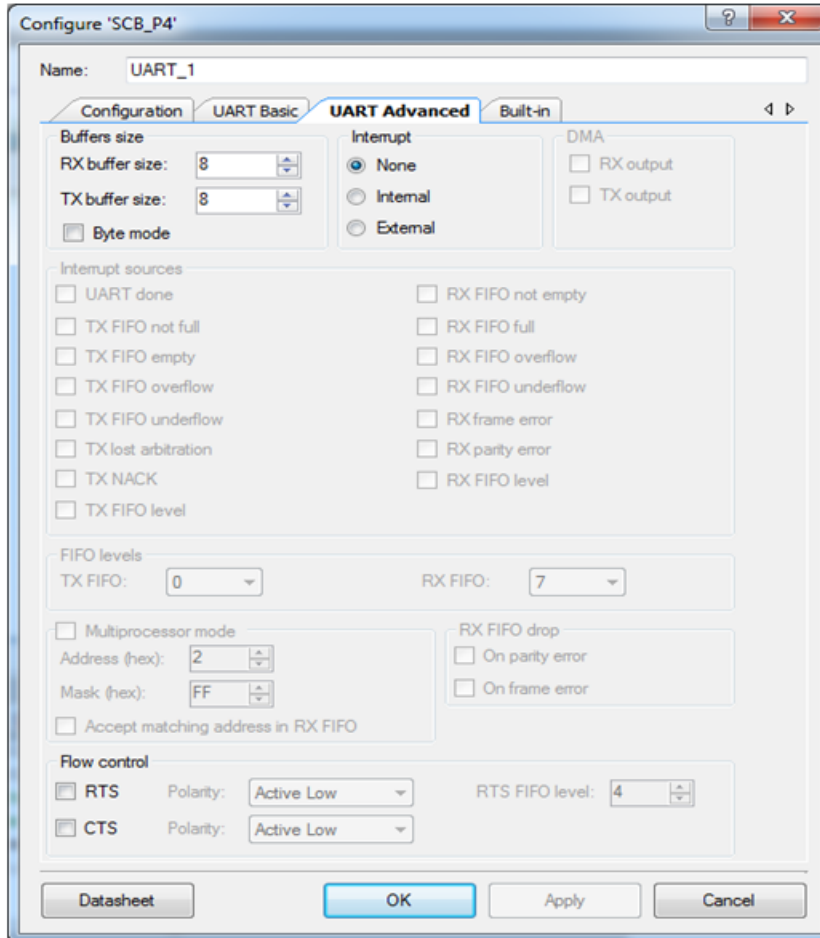 Configure 'SCB_P4'
Name: UART_1
Configuration UART Basic UART Advanced Built-in
Buffers size Interrupt DMA
RX buffer size: 8 None RX output
TX buffer size: 8 Internal TX output
Byte mode External
Interrupt sources
UART done RX FIFO not empty
TX FIFO not full RX FIFO full
TX FIFO empty RX FIFO overflow
TX FIFO overflow RX FIFO underflow
TX FIFO underflow RX frame error
TX lost arbitration RX parity error
TX NACK RX FIFO level
TX FIFO level
FIFO levels
TX FIFO: 0 RX FIFO: 7
Multiprocessor mode RX FIFO drop
Address (hex): 2 On parity error
Mask (hex): FF On frame error
Accept matching address in RX FIFO
Flow control
RTS Polarity: Active Low RTS FIFO level: 4
CTS Polarity: Active Low
Datasheet OK Apply Cancel